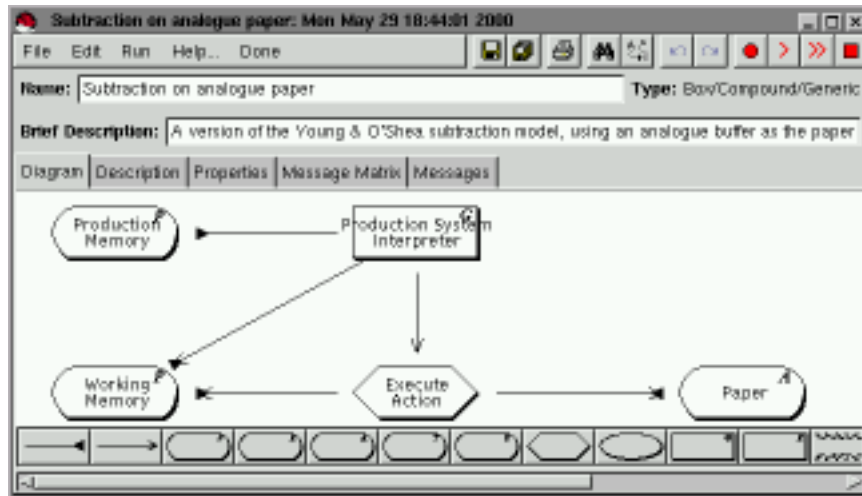 Subtraction on analogue paper: Mon May 29 18:44:01 2000
File Edit Run Help... Done
Name: Subtraction on analogue paper Type: Box/Compound/Generic
Brief Description: A version of the Young & O'Shea subtraction model, using an analogue buffer as the paper
Diagram Description Properties Message Matrix Messages
Production
Memory
P
Production System
Interpreter
G
Working
Memory
P
Execute
Action
Paper
A